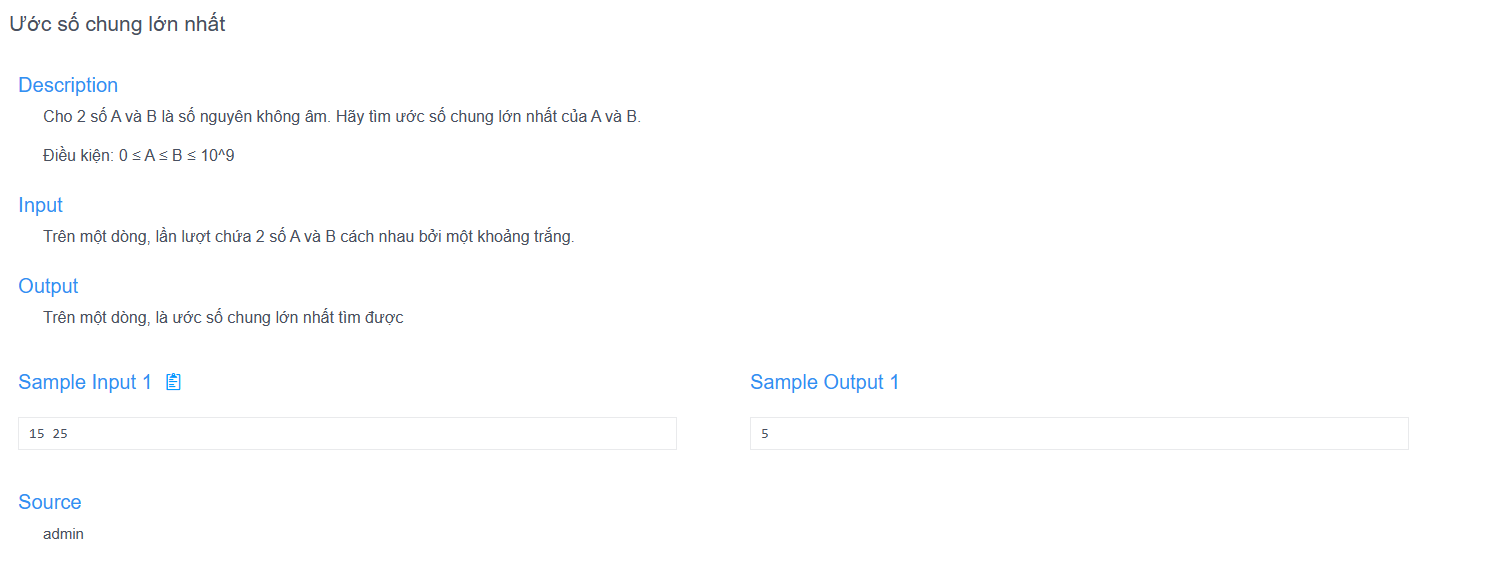 Ước số chung lớn nhất
Description
Cho 2 số A và B là số nguyên không âm. Hãy tìm ước số chung lớn nhất của A và B.
Điều kiện: 0 ≤ A ≤ B ≤ 10^9
Input
Trên một dòng, lần lượt chứa 2 số A và B cách nhau bởi một khoảng trắng.
Output
Trên một dòng, là ước số chung lớn nhất tìm được
Sample Input 1
15 25
Sample Output 1
5
Source
admin